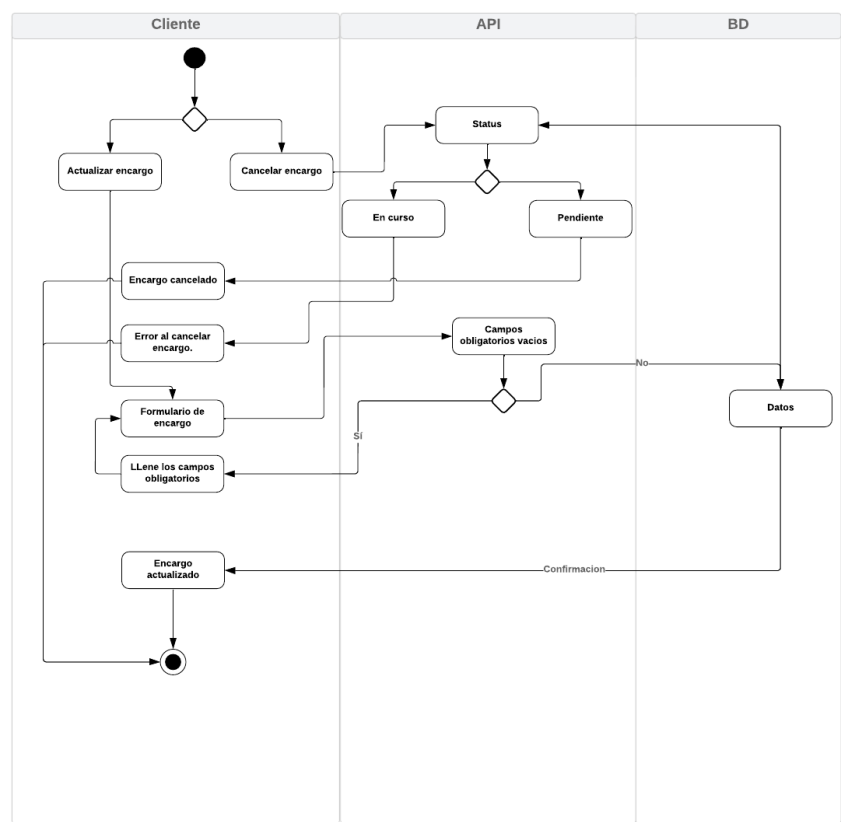 Cliente
API
BD
Status
Actualizar encargo
Cancelar encargo
En curso
Pendiente
Encargo cancelado
Error al cancelar
encargo.
Campos
obligatorios vacios
No
Formulario de
encargo
Datos
Sí
LLene los campos
obligatorios
Encargo
actualizado
Confirmacion